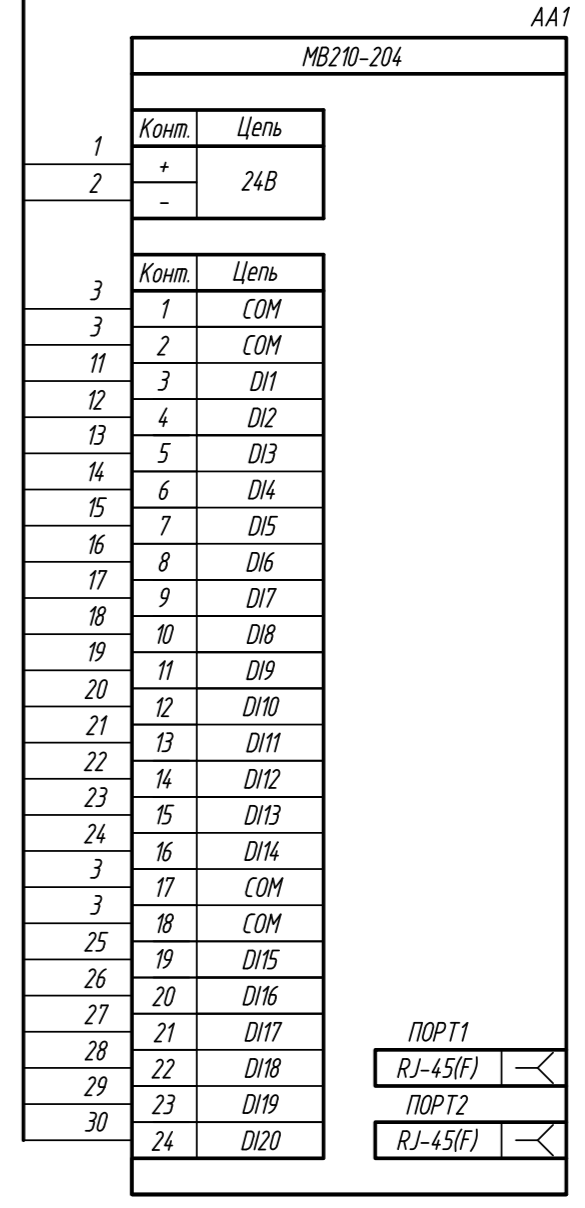 AA1
МВ210-204
Конт. Цепь
1 + 24В
2 -
Конт. Цепь
3 1 COM
3 2 COM
11 3 DI1
12 4 DI2
13 5 DI3
14 6 DI4
15 7 DI5
16 8 DI6
17 9 DI7
18 10 DI8
19 11 DI9
20 12 DI10
21 13 DI11
22 14 DI12
23 15 DI13
24 16 DI14
3 17 COM
3 18 COM
25 19 DI15
26 20 DI16
27 21 DI17
28 22 DI18
29 23 DI19
30 24 DI20
ПОРТ1
RJ-45(F)
ПОРТ2
RJ-45(F)